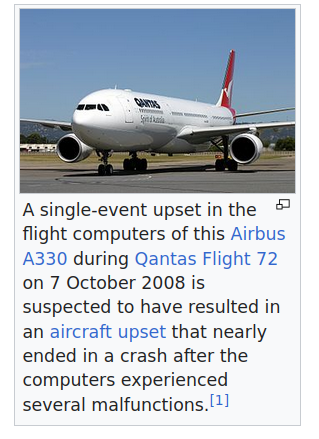 QANTAS
Spirit of Australia
A single-event upset in the
flight computers of this Airbus
A330 during Qantas Flight 72
on 7 October 2008 is
suspected to have resulted in
an aircraft upset that nearly
ended in a crash after the
computers experienced
several malfunctions.[1]